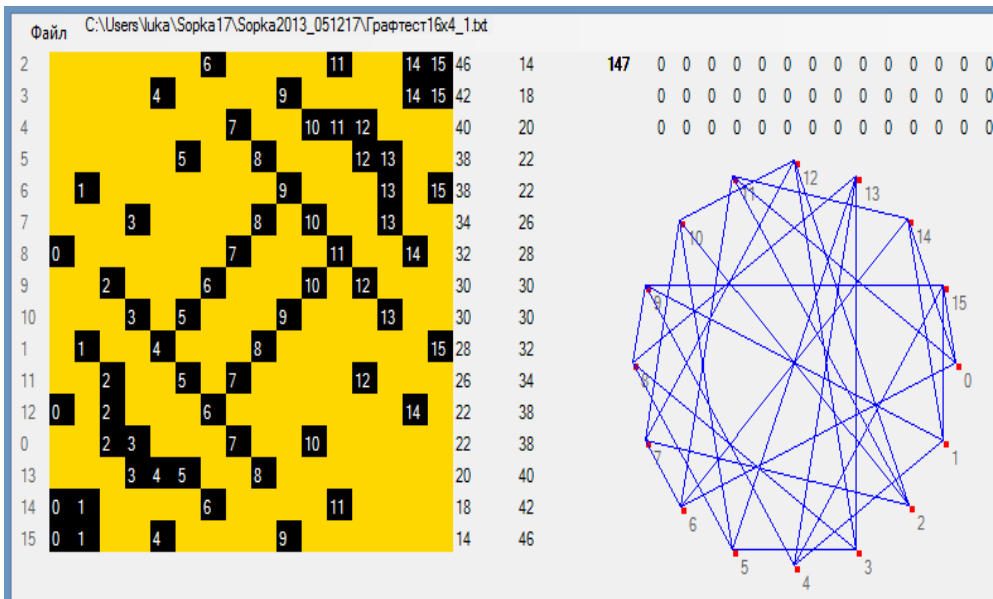 Файл C:\Users\luka\Sopka17\Sopka2013_051217\Графтест16x4_1.txt
2 6 11 14 15 46 14 147 0 0 0 0 0 0 0 0 0 0 0 0 0 0
3 4 9 14 15 42 18 0 0 0 0 0 0 0 0 0 0 0 0 0 0
4 7 10 11 12 40 20 0 0 0 0 0 0 0 0 0 0 0 0 0 0
5 5 8 12 13 38 22
6 1 9 13 15 38 22
7 3 8 10 13 34 26
8 0 7 11 14 32 28
9 2 6 10 12 30 30
10 3 5 9 13 30 30
1 1 4 8 15 28 32
11 2 5 7 12 26 34
12 0 2 6 14 22 38
0 2 3 7 10 22 38
13 3 4 5 8 20 40
14 0 1 6 11 18 42
15 0 1 4 9 14 46
12
11 13
10 14
9 15
8 0
7 1
6 2
5 4 3